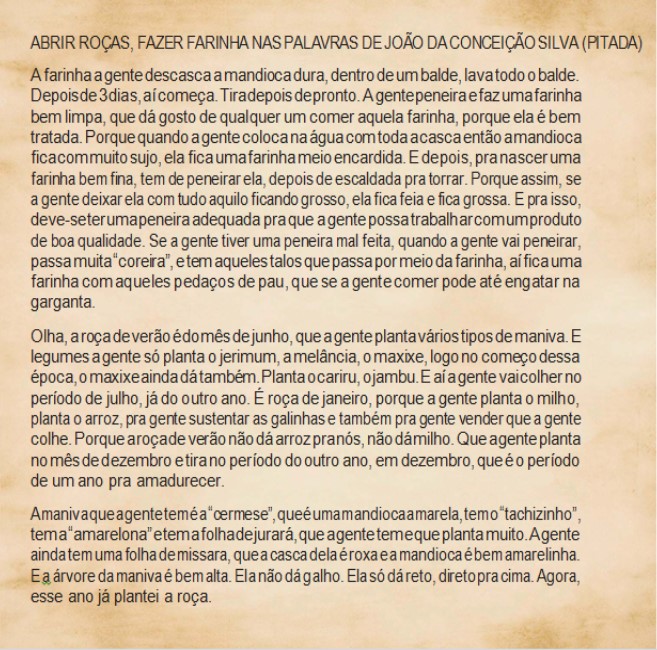 ABRIR ROÇAS, FAZER FARINHA NAS PALAVRAS DE JOÃO DA CONCEIÇÃO SILVA (PITADA)
A farinha a gente descasca a mandioca dura, dentro de um balde, lava todo o balde.
Depois de 3 dias, aí começa. Tira depois de pronto. A gente peneira e faz uma farinha
bem limpa, que dá gosto de qualquer um comer aquela farinha, porque ela é bem
tratada. Porque quando a gente coloca na água com toda a casca então a mandioca
fica com muito sujo, ela fica uma farinha meio encardida. E depois, pra nascer uma
farinha bem fina, tem de peneirar ela, depois de escaldada pra torrar. Porque assim, se
a gente deixar ela com tudo aquilo ficando grosso, ela fica feia e fica grossa. E pra isso,
deve-se ter uma peneira adequada pra que a gente possa trabalhar com um produto
de boa qualidade. Se a gente tiver uma peneira mal feita, quando a gente vai peneirar,
passa muita “coreira”, e tem aqueles talos que passa por meio da farinha, aí fica uma
farinha com aqueles pedaços de pau, que se a gente comer pode até engatar na
garganta.
Olha, a roça de verão é do mês de junho, que a gente planta vários tipos de maniva. E
legumes a gente só planta o jerimum, a melância, o maxixe, logo no começo dessa
época, o maxixe ainda dá também. Planta o cariru, o jambu. E aí a gente vai colher no
período de julho, já do outro ano. É roça de janeiro, porque a gente planta o milho,
planta o arroz, pra gente sustentar as galinhas e também pra gente vender que a gente
colhe. Porque a roça de verão não dá arroz pra nós, não dá milho. Que a gente planta
no mês de dezembro e tira no período do outro ano, em dezembro, que é o período
de um ano pra amadurecer.
A maniva que a gente tem é a “cermese”, que é uma mandioca amarela, tem o “tachizinho”,
tem a “amarelona” e tem a folha de jurará, que a gente tem e que planta muito. A gente
ainda tem uma folha de missara, que a casca dela é roxa e a mandioca é bem amarelinha.
E a árvore da maniva é bem alta. Ela não dá galho. Ela só dá reto, direto pra cima. Agora,
esse ano já plantei a roça.